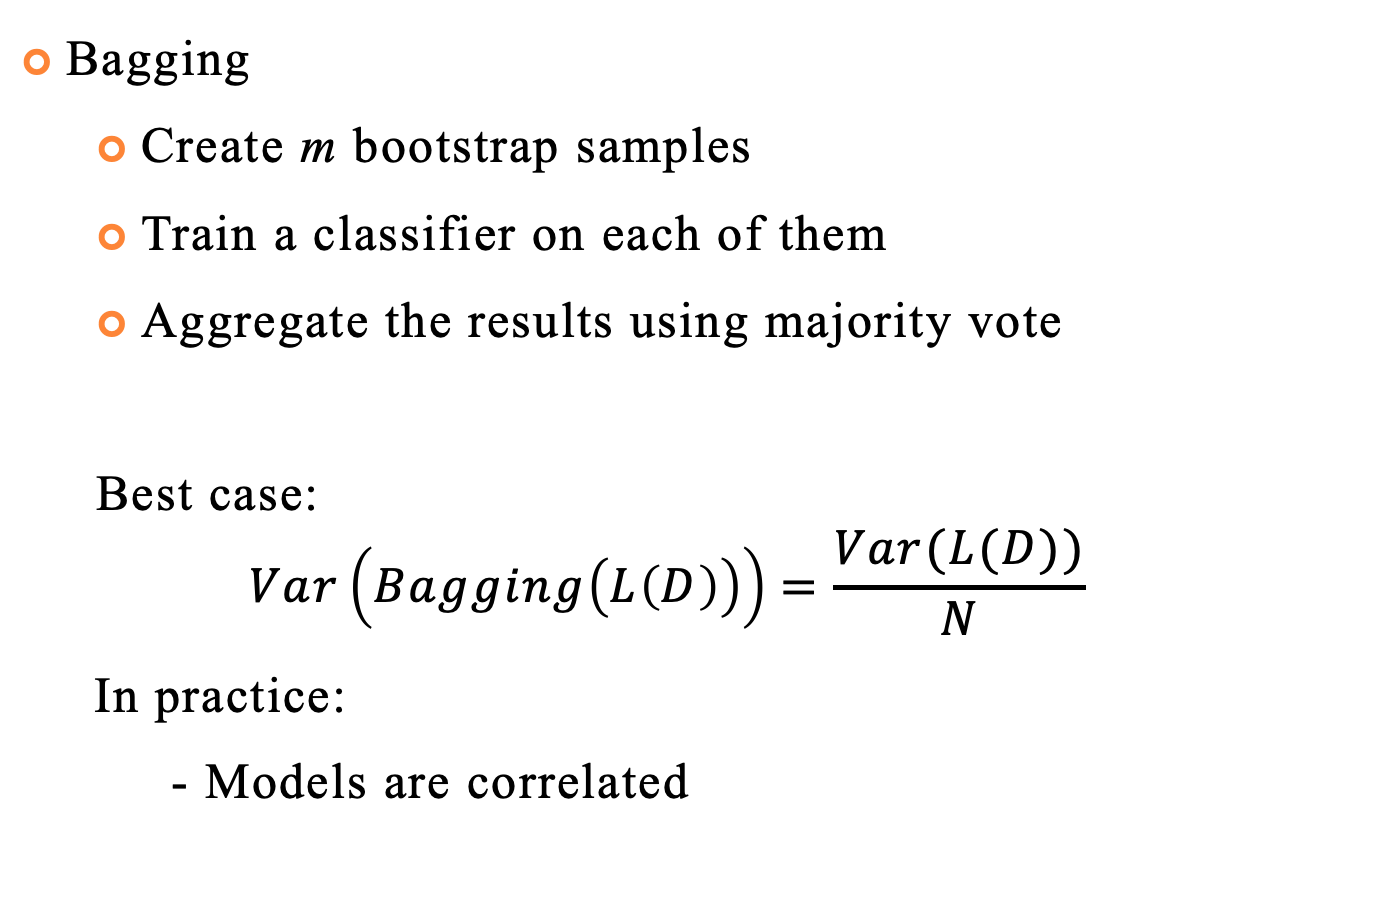 Bagging
Create m bootstrap samples
Train a classifier on each of them
Aggregate the results using majority vote
Best case:
Var(Bagging(L(D))) = Var(L(D)) / N
In practice:
- Models are correlated